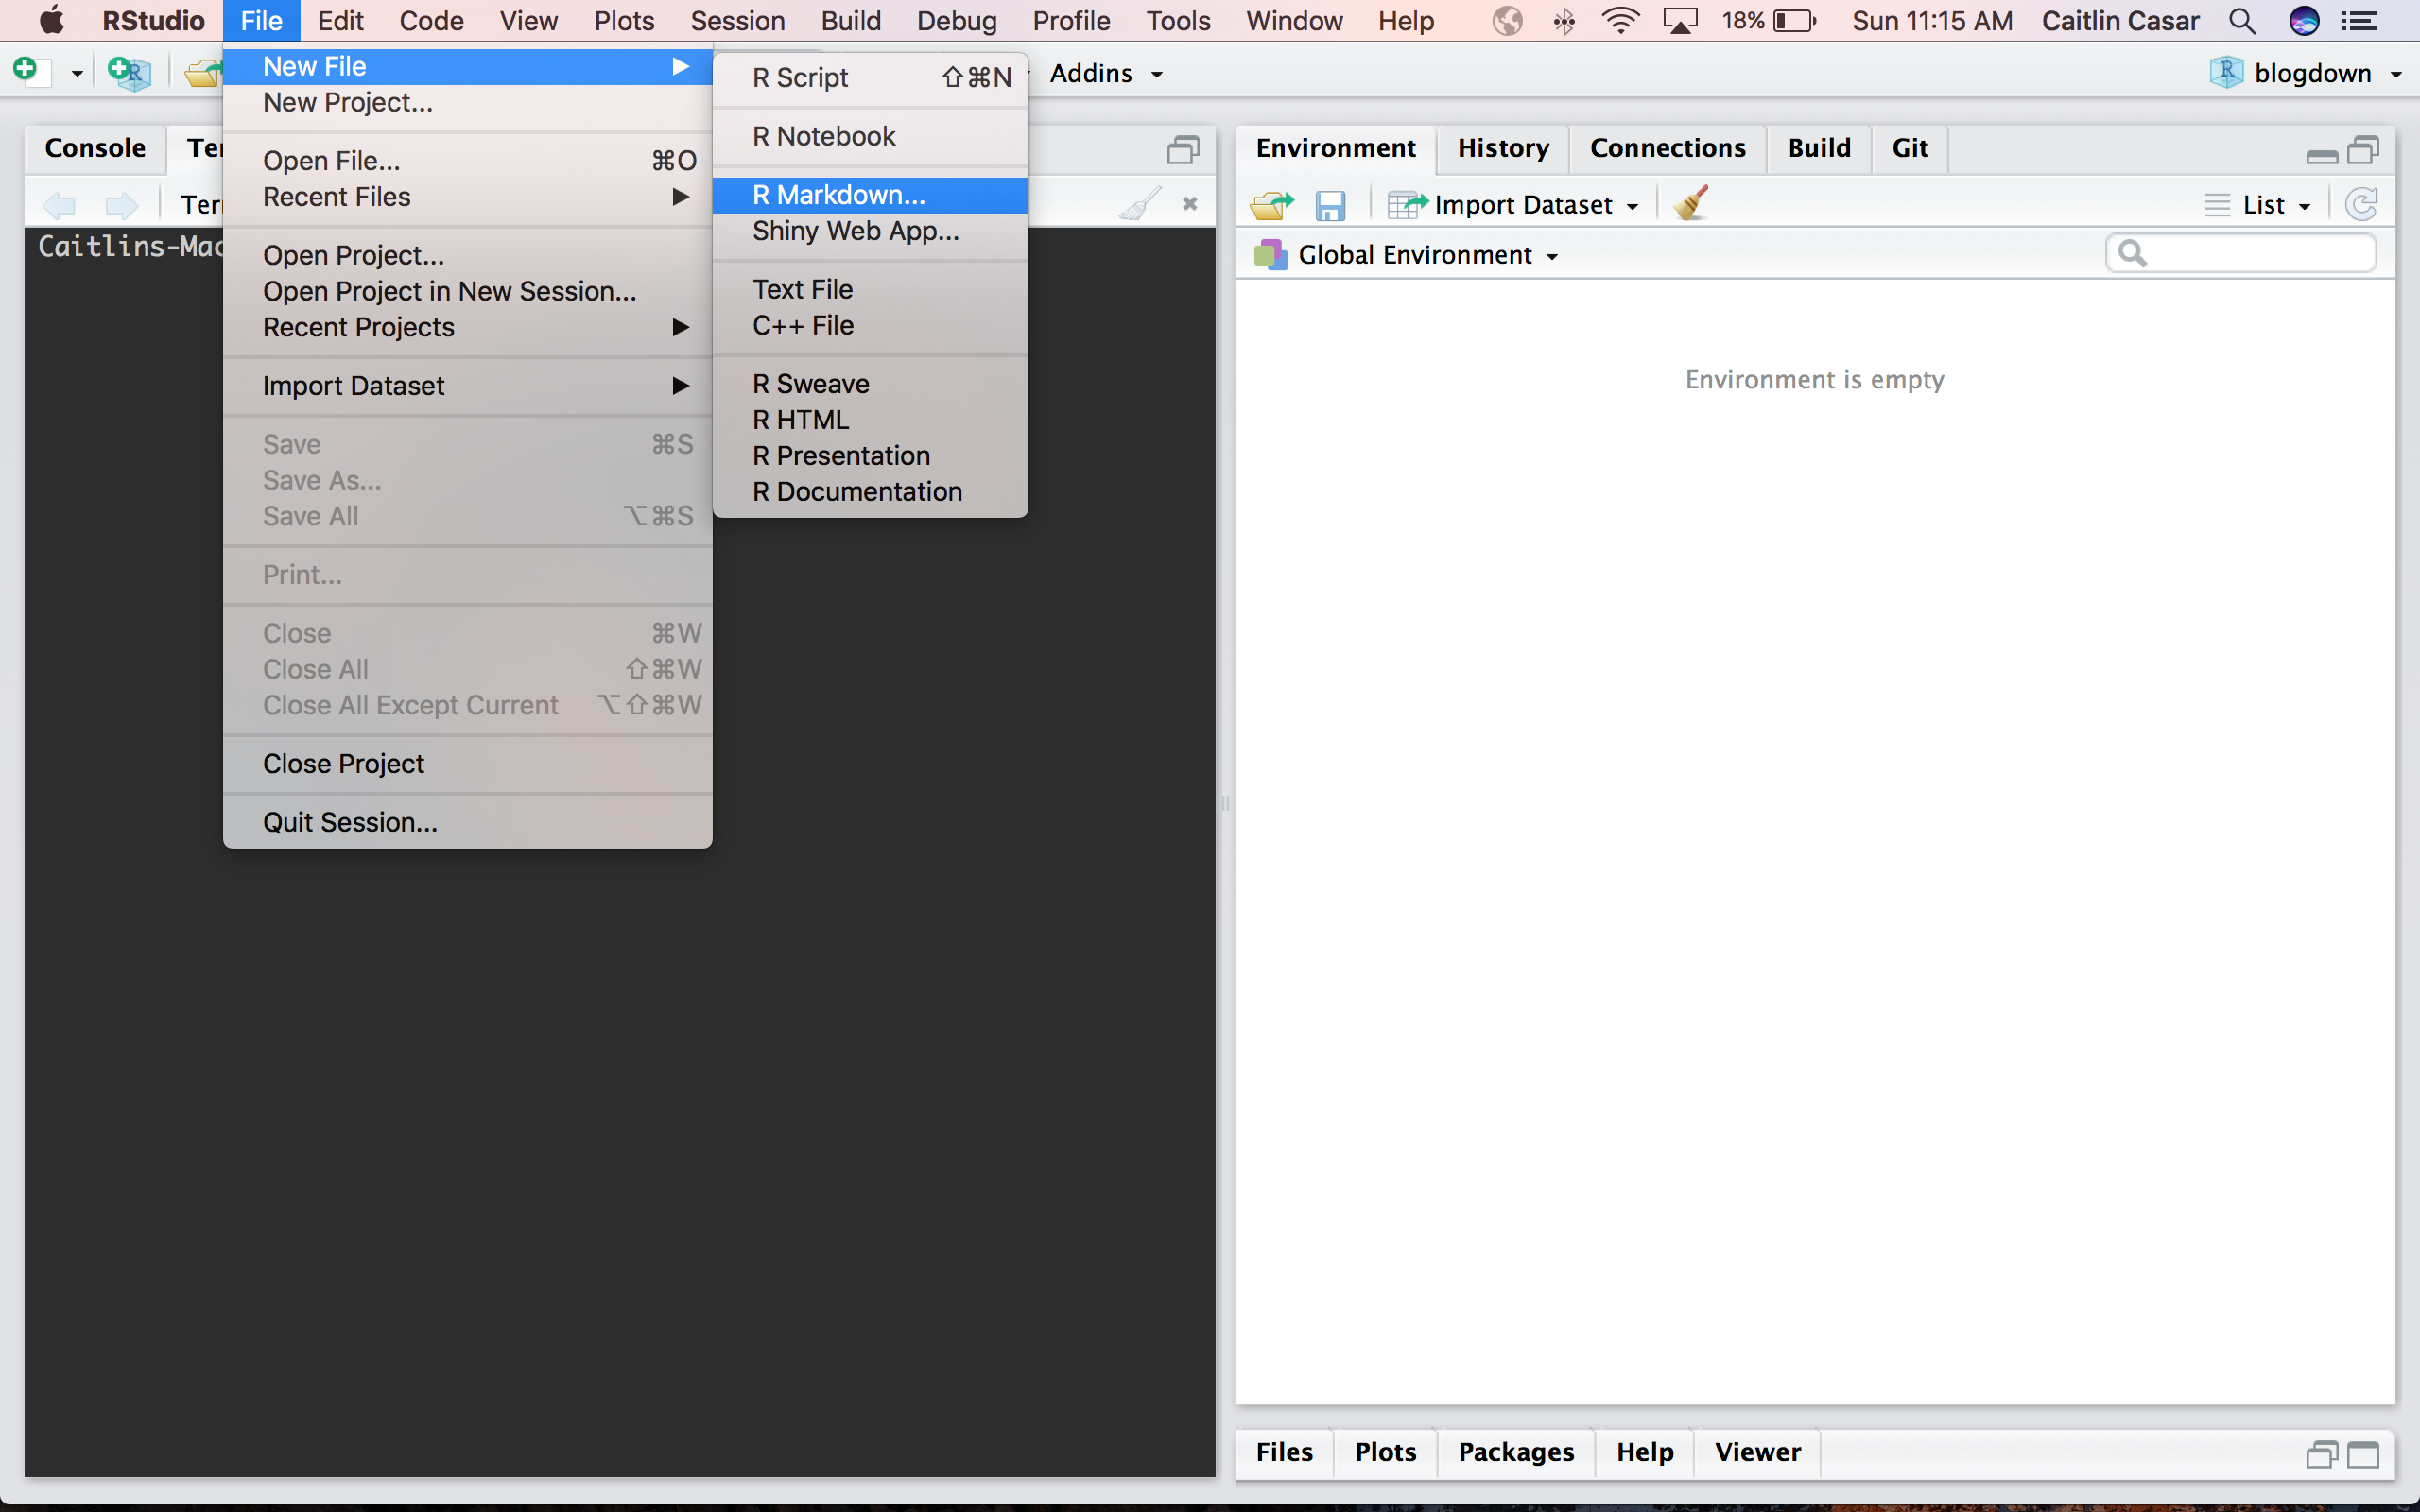 RStudio File Edit Code View Plots Session Build Debug Profile Tools Window Help 18% Sun 11:15 AM Caitlin Casar
Addins blogdown
New File
New Project...
Open File... ⌘O
Recent Files
Open Project...
Open Project in New Session...
Recent Projects
Import Dataset
Save ⌘S
Save As...
Save All ⌥⌘S
Print...
Close ⌘W
Close All ⇧⌘W
Close All Except Current ⌥⇧⌘W
Close Project
Quit Session...
R Script ⇧⌘N
R Notebook
R Markdown...
Shiny Web App...
Text File
C++ File
R Sweave
R HTML
R Presentation
R Documentation
Console
Caitlins-Mac
Environment History Connections Build Git
Import Dataset List
Global Environment
Environment is empty
Files Plots Packages Help Viewer